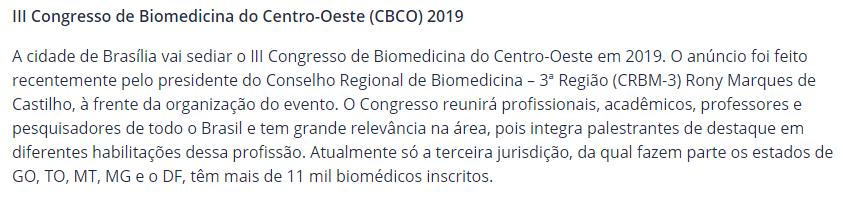 III Congresso de Biomedicina do Centro-Oeste (CBCO) 2019
A cidade de Brasília vai sediar o III Congresso de Biomedicina do Centro-Oeste em 2019. O anúncio foi feito
recentemente pelo presidente do Conselho Regional de Biomedicina – 3ª Região (CRBM-3) Rony Marques de
Castilho, à frente da organização do evento. O Congresso reunirá profissionais, acadêmicos, professores e
pesquisadores de todo o Brasil e tem grande relevância na área, pois integra palestrantes de destaque em
diferentes habilitações dessa profissão. Atualmente só a terceira jurisdição, da qual fazem parte os estados de
GO, TO, MT, MG e o DF, têm mais de 11 mil biomédicos inscritos.